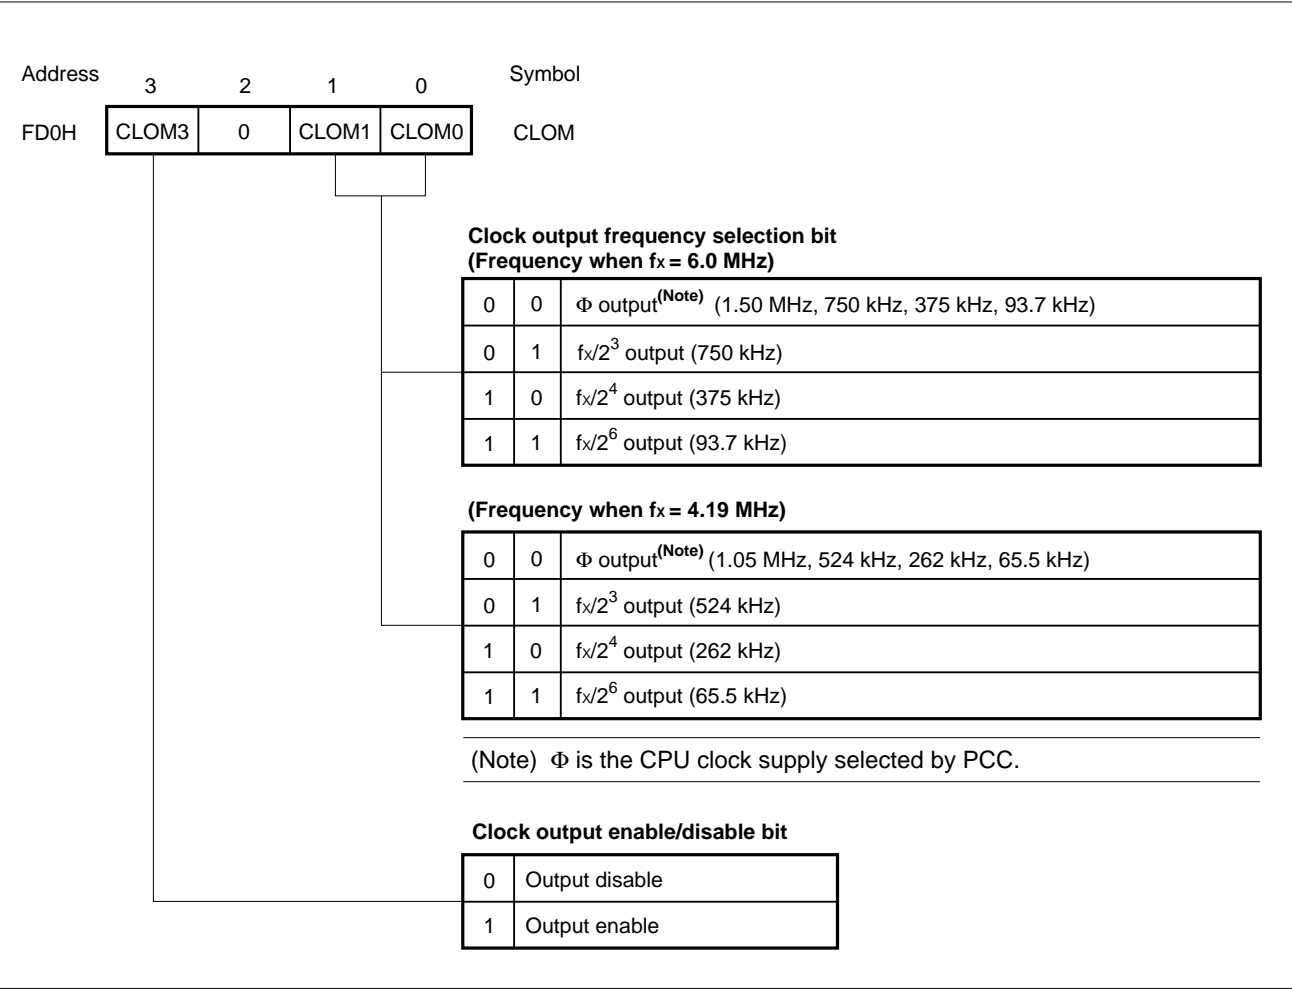 Address 3 2 1 0 Symbol
FD0H CLOM3 0 CLOM1 CLOM0 CLOM
Clock output frequency selection bit
(Frequency when fx = 6.0 MHz)
0 0 Φ output(Note) (1.50 MHz, 750 kHz, 375 kHz, 93.7 kHz)
0 1 fx/2^3 output (750 kHz)
1 0 fx/2^4 output (375 kHz)
1 1 fx/2^6 output (93.7 kHz)
(Frequency when fx = 4.19 MHz)
0 0 Φ output(Note) (1.05 MHz, 524 kHz, 262 kHz, 65.5 kHz)
0 1 fx/2^3 output (524 kHz)
1 0 fx/2^4 output (262 kHz)
1 1 fx/2^6 output (65.5 kHz)
(Note) Φ is the CPU clock supply selected by PCC.
Clock output enable/disable bit
0 Output disable
1 Output enable